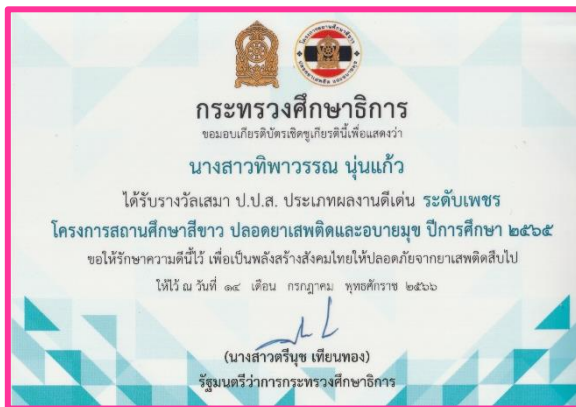 กระทรวงศึกษาธิการ
ขอมอบเกียรติบัตรเชิดชูเกียรตินี้เพื่อแสดงว่า
นางสาวทิพาวรรณ นุ่นแก้ว
ได้รับรางวัลเสมา ป.ป.ส. ประเภทผลงานดีเด่น ระดับเพชร
โครงการสถานศึกษาสีขาว ปลอดยาเสพติดและอบายมุข ปีการศึกษา ๒๕๖๕
ขอให้รักษาความดีนี้ไว้ เพื่อเป็นพลังสร้างสังคมไทยให้ปลอดภัยจากยาเสพติดสืบไป
ให้ไว้ ณ วันที่ ๑๔ เดือน กรกฎาคม พุทธศักราช ๒๕๖๖
(นางสาวตรีนุช เทียนทอง)
รัฐมนตรีว่าการกระทรวงศึกษาธิการ